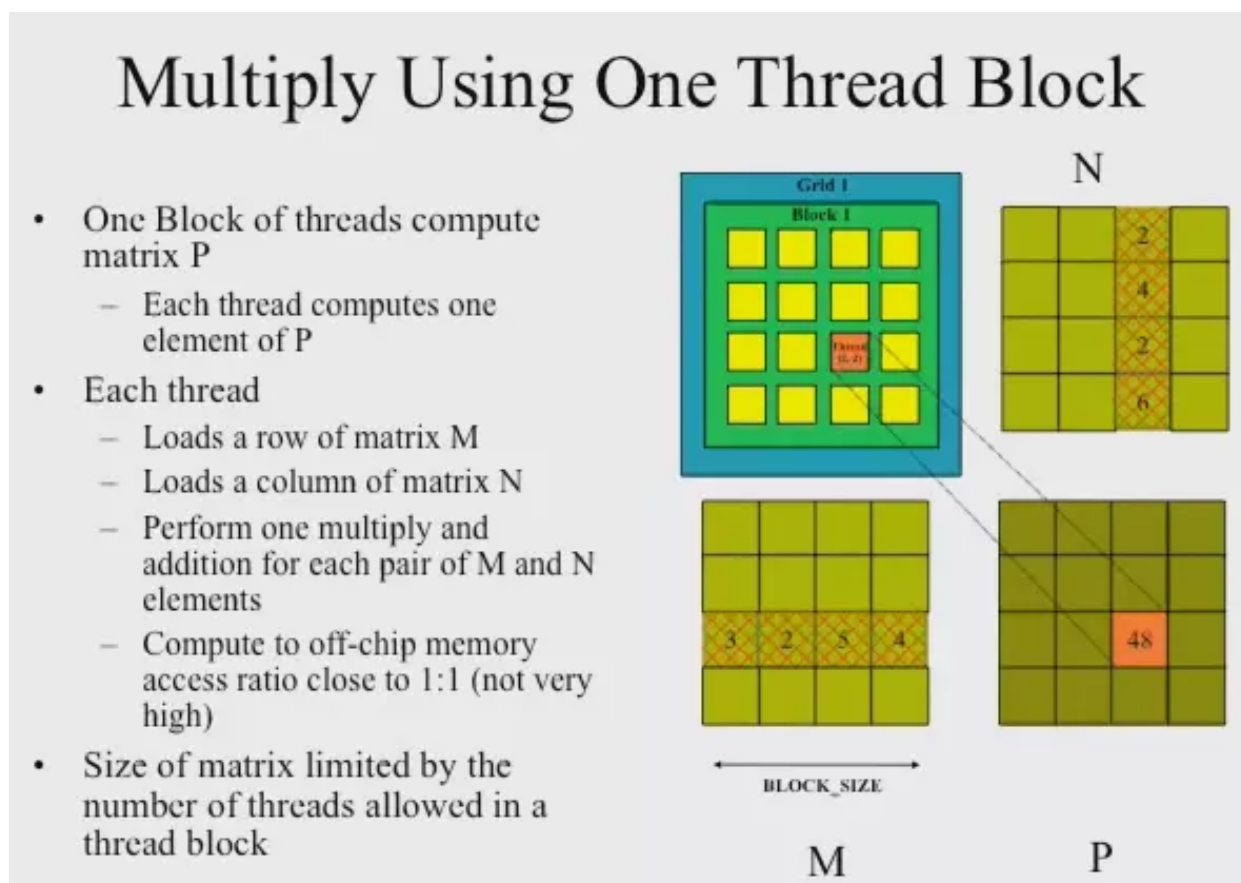 Multiply Using One Thread Block
• One Block of threads compute
matrix P
– Each thread computes one
element of P
• Each thread
– Loads a row of matrix M
– Loads a column of matrix N
– Perform one multiply and
addition for each pair of M and N
elements
– Compute to off-chip memory
access ratio close to 1:1 (not very
high)
• Size of matrix limited by the
number of threads allowed in a
thread block
Grid 1
Block 1
Thread
(2, 2)
N
2
4
2
6
3 2 5 4
48
BLOCK_SIZE
M
P